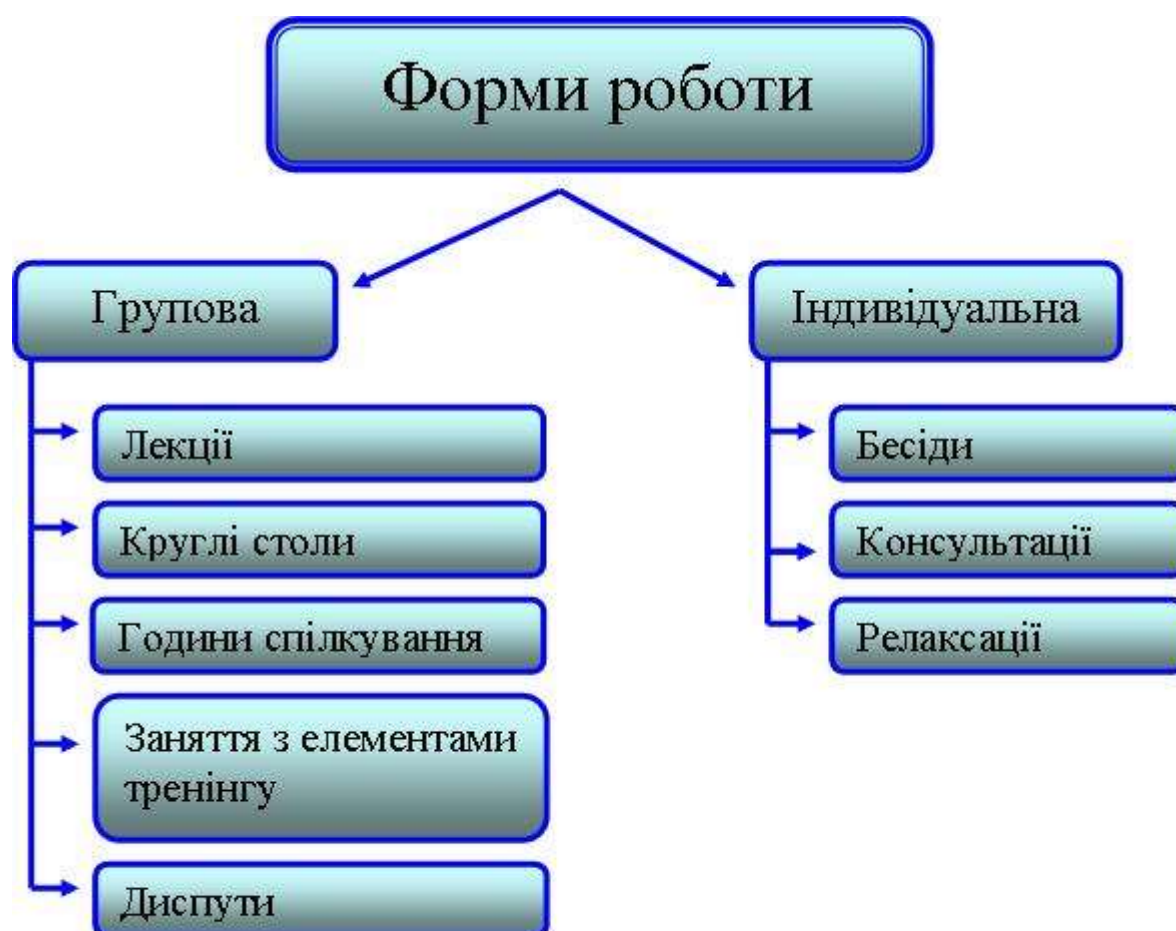 Форми роботи
Групова
Лекції
Круглі столи
Години спілкування
Заняття з елементами
тренінгу
Диспути
Індивідуальна
Бесіди
Консультації
Релаксації